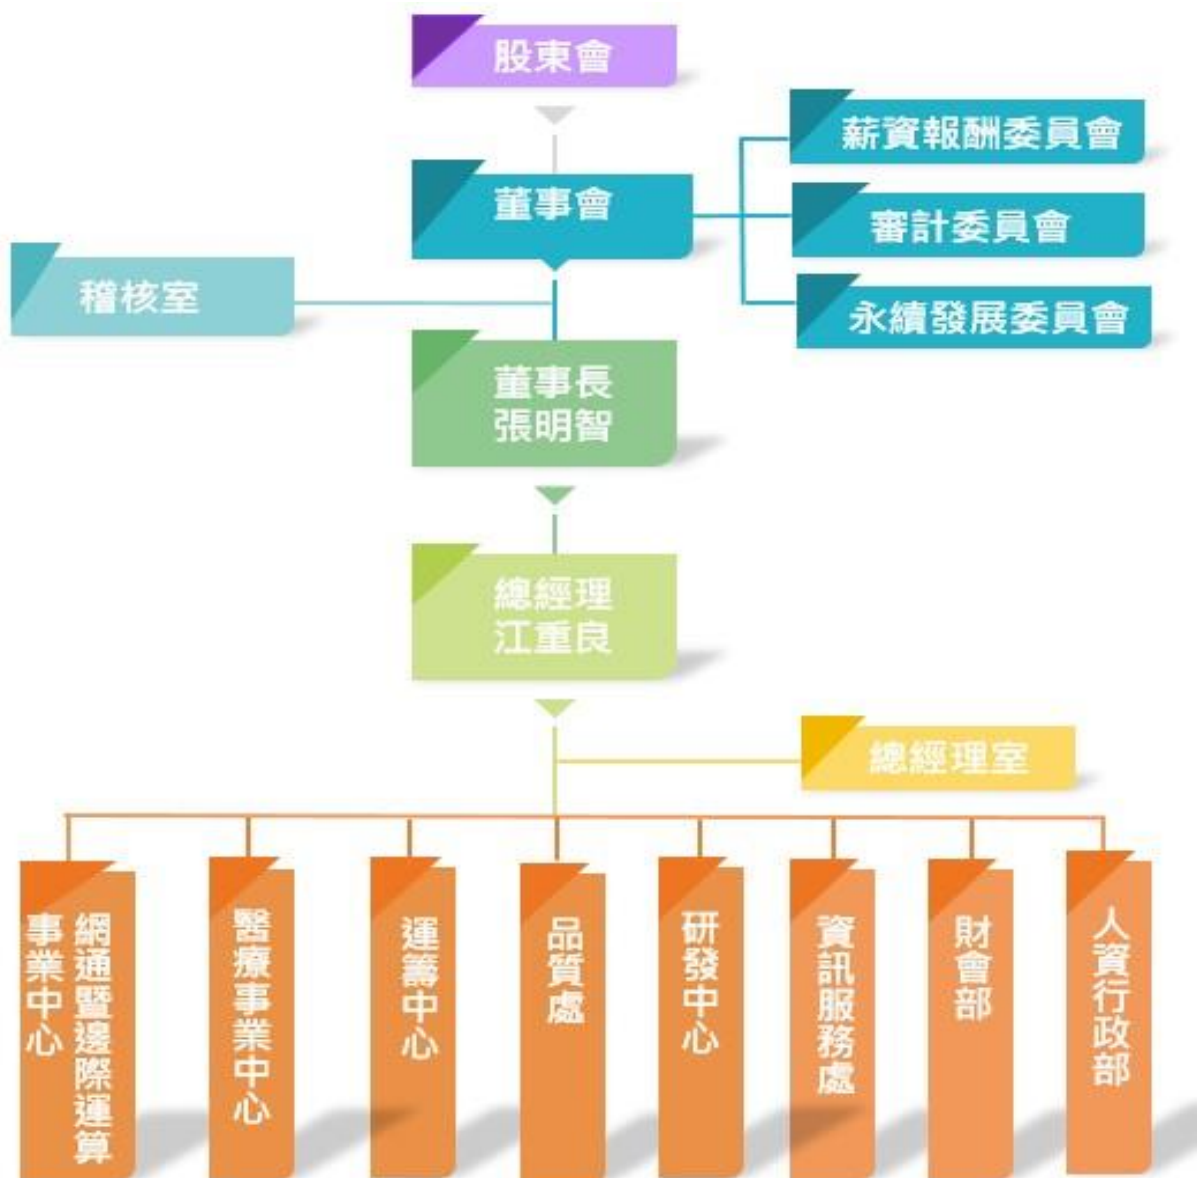 股東會
薪資報酬委員會
董事會
審計委員會
稽核室
永續發展委員會
董事長
張明智
總經理
江重良
總經理室
網通暨邊際運算
事業中心
醫療事業中心
運籌中心
品質處
研發中心
資訊服務處
財會部
人資行政部